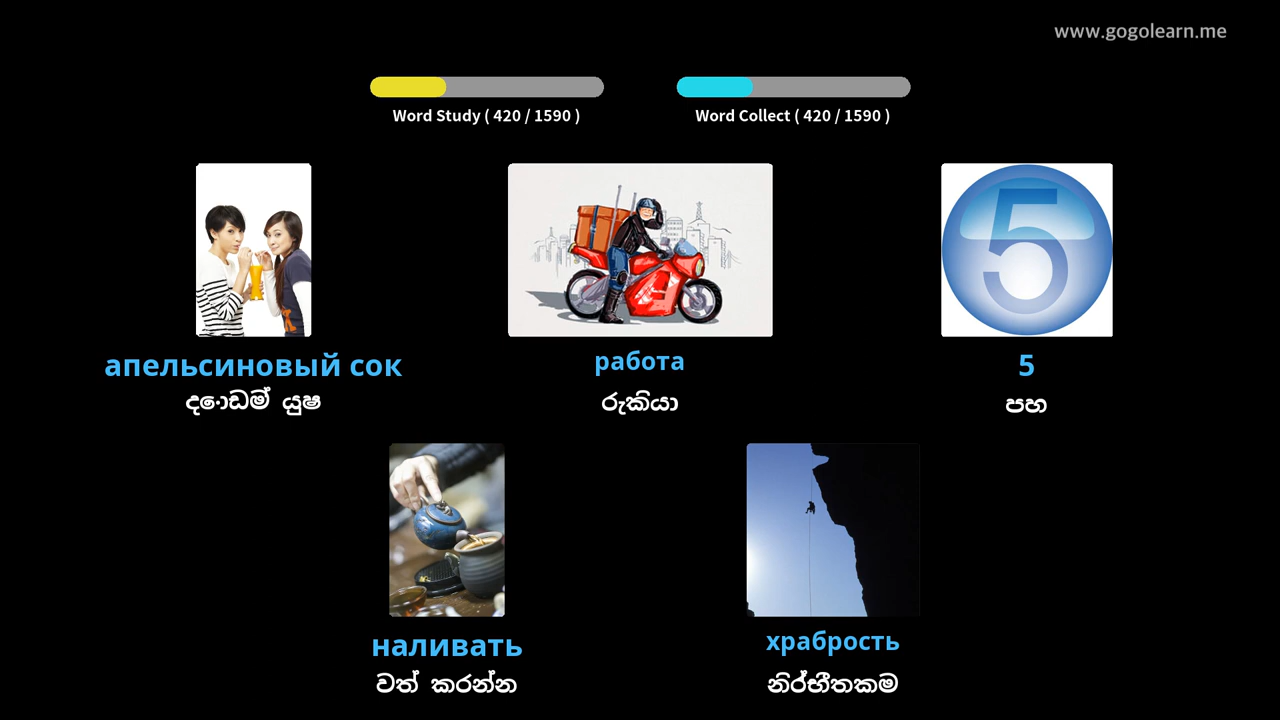 www.gogolearn.me
Word Study ( 420 / 1590 )
Word Collect ( 420 / 1590 )
5
апельсиновый сок
දොඩම් යුෂ
работа
රුකියා
5
පහ
наливать
වත් කරන්න
храбрость
නිර්භීතකම